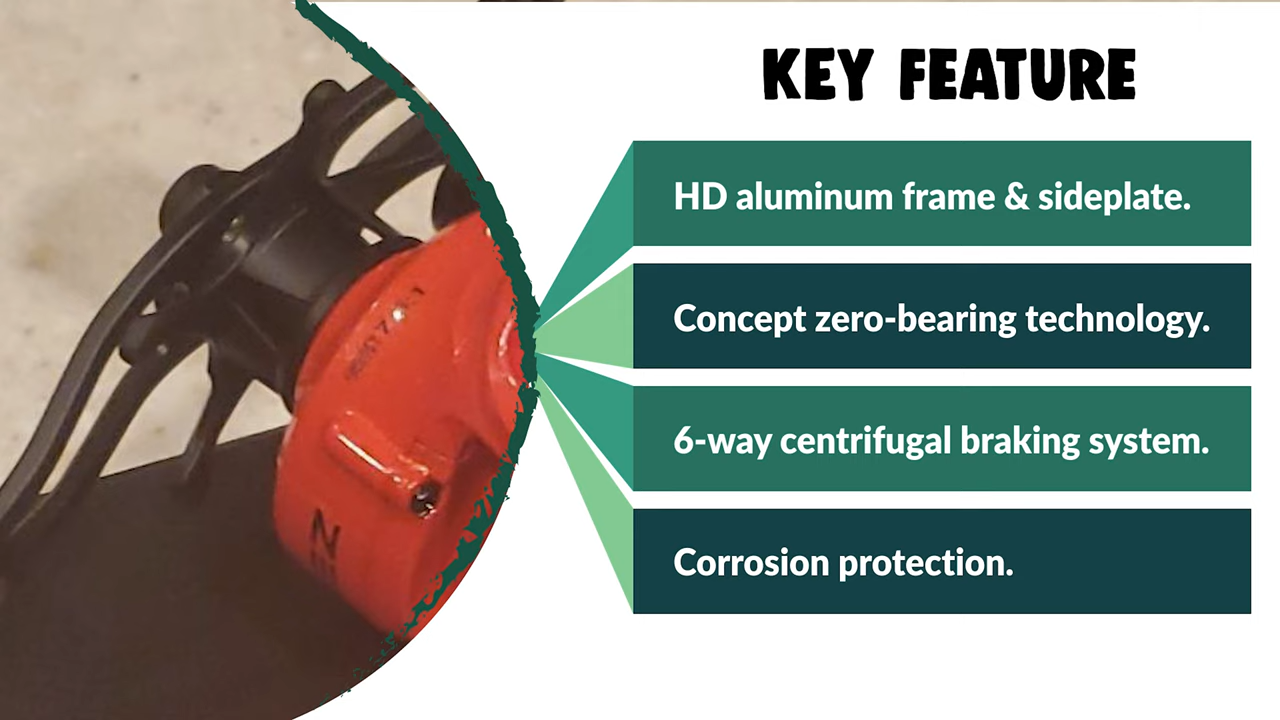 KEY FEATURE
HD aluminum frame & sideplate.
Concept zero-bearing technology.
6-way centrifugal braking system.
Corrosion protection.
N